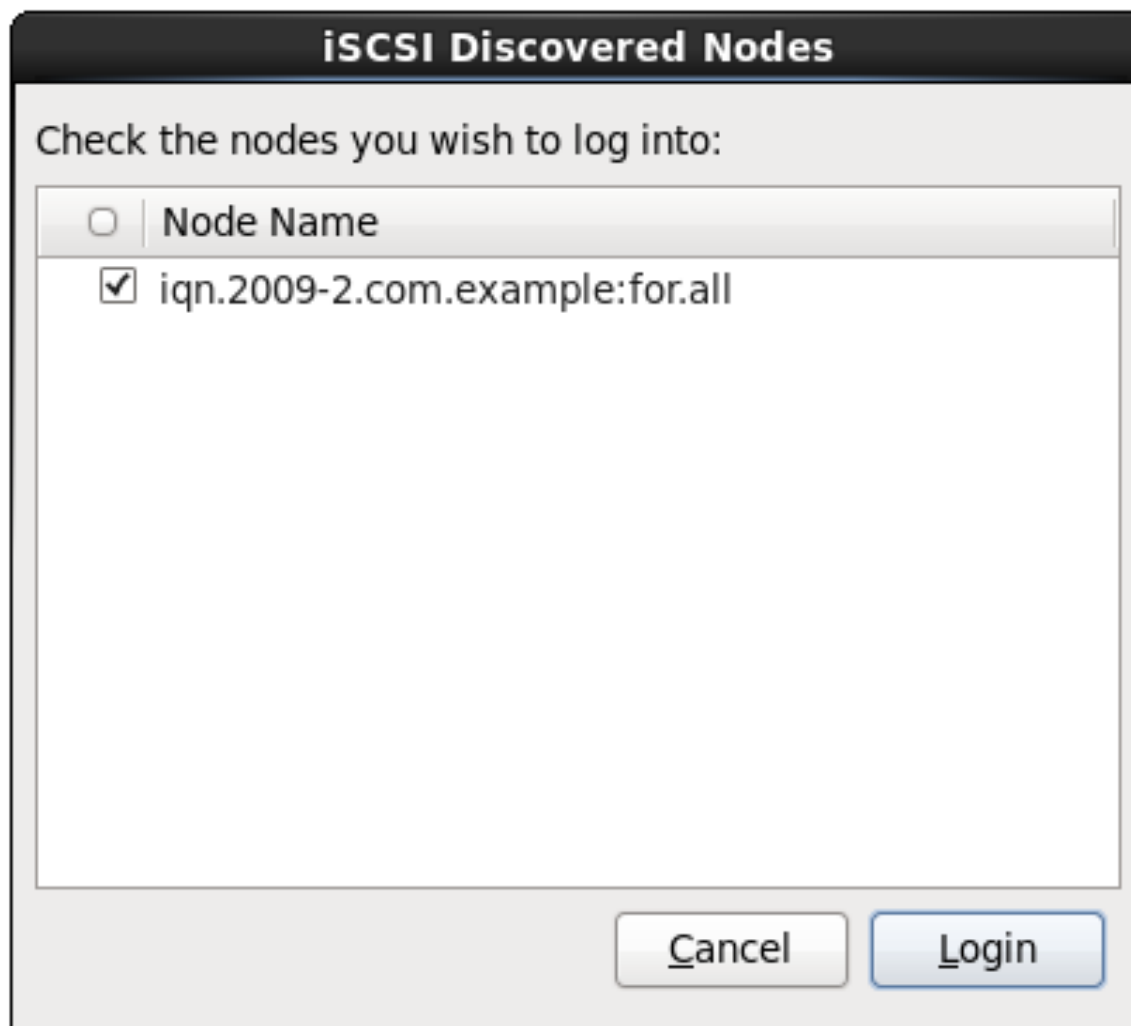 iSCSI Discovered Nodes
Check the nodes you wish to log into:
Node Name
iqn.2009-2.com.example:for.all
Cancel Login